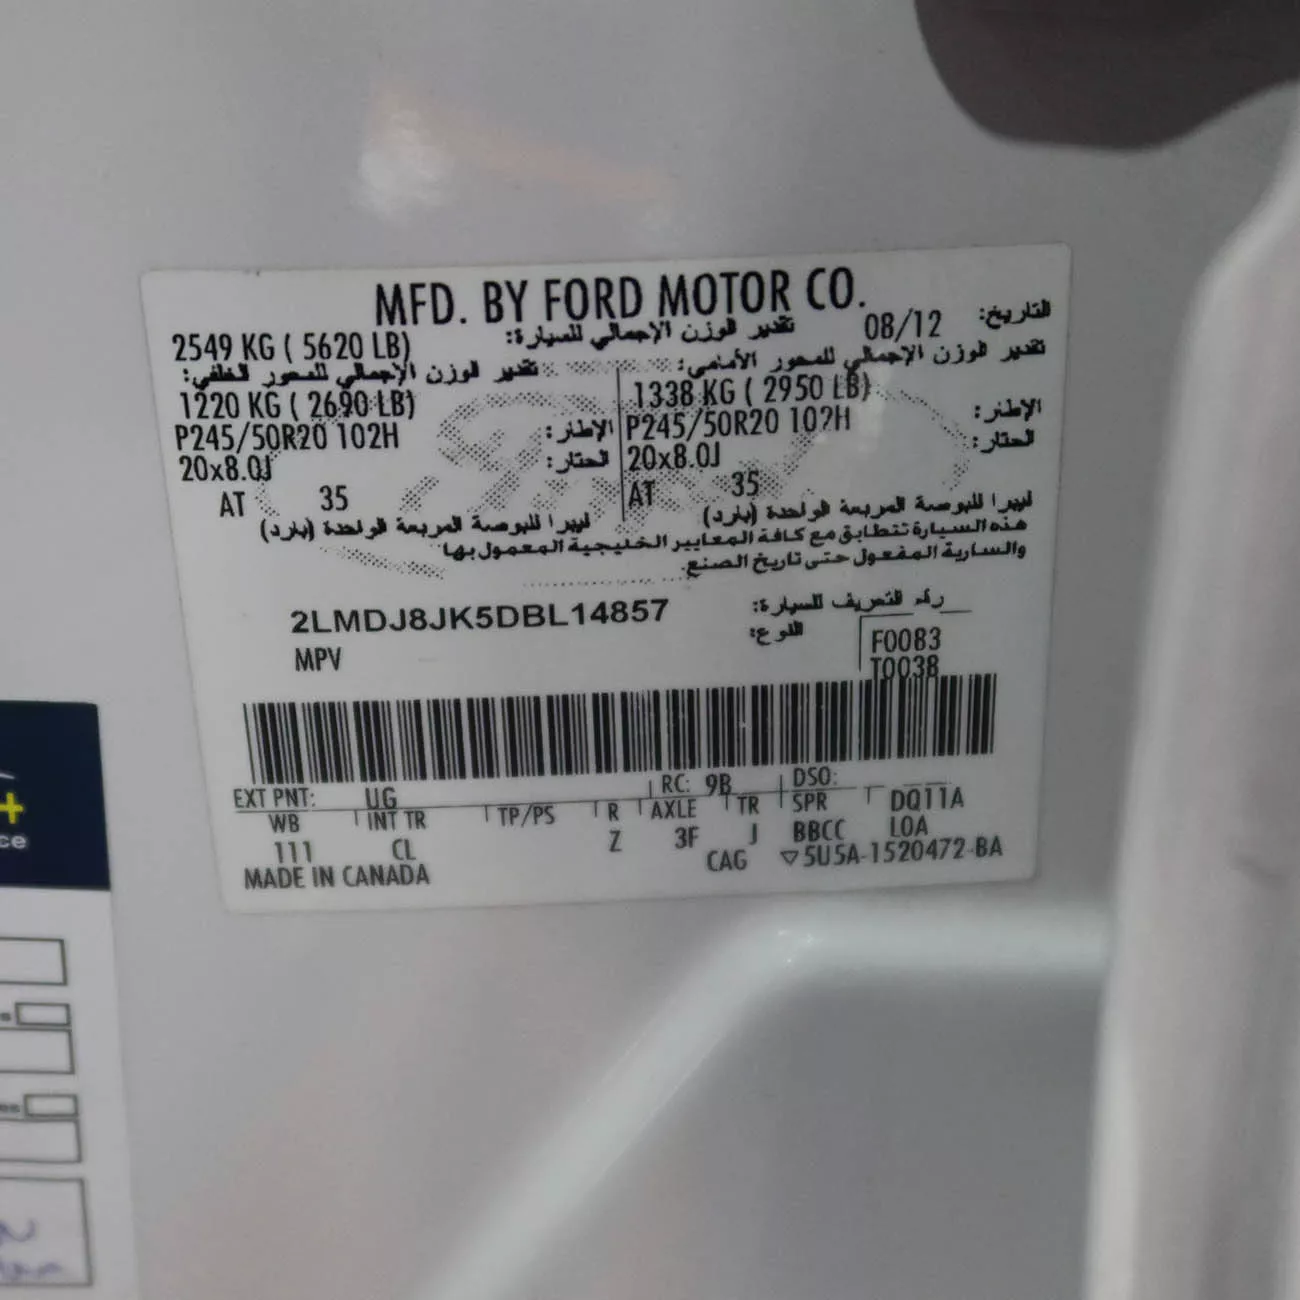 MFD. BY FORD MOTOR CO.
التاريخ: 08/12 تقدير الوزن الإجمالي للسيارة: 2549 KG ( 5620 LB)
تقدير الوزن الإجمالي للمحور الأمامي: تقدير الوزن الإجمالي للمحور الخلفي:
1220 KG ( 2690 LB) 1338 KG ( 2950 LB)
P245/50R20 102H الإطار: P245/50R20 102H الإطار:
20x8.0J الحتار: 20x8.0J الحتار:
AT 35 AT 35
ليبرا للبوصة المربعة الواحدة (بارد) ليبرا للبوصة المربعة الواحدة (بارد)
هذه السيارة تتطابق مع كافة المعايير الخليجية المعمول بها
والسارية المفعول حتى تاريخ الصنع.
2LMDJ8JK5DBL14857 رقم التعريف للسيارة:
MPV النوع: F0083
T0038
EXT PNT: UG RC: 9B DSO:
WB INT TR TP/PS R AXLE TR SPR DQ11A
111 CL Z 3F J BBCC LOA
MADE IN CANADA CAG ▽5U5A-1520472-BA
+
ce